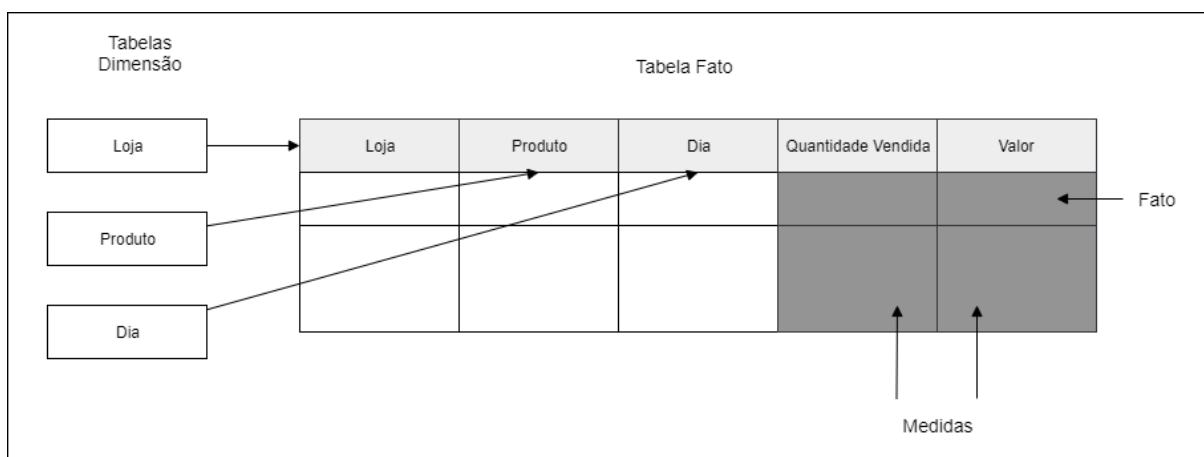 Tabelas
Dimensão
Tabela Fato
Loja
Loja
Produto
Dia
Quantidade Vendida
Valor
Fato
Produto
Dia
Medidas